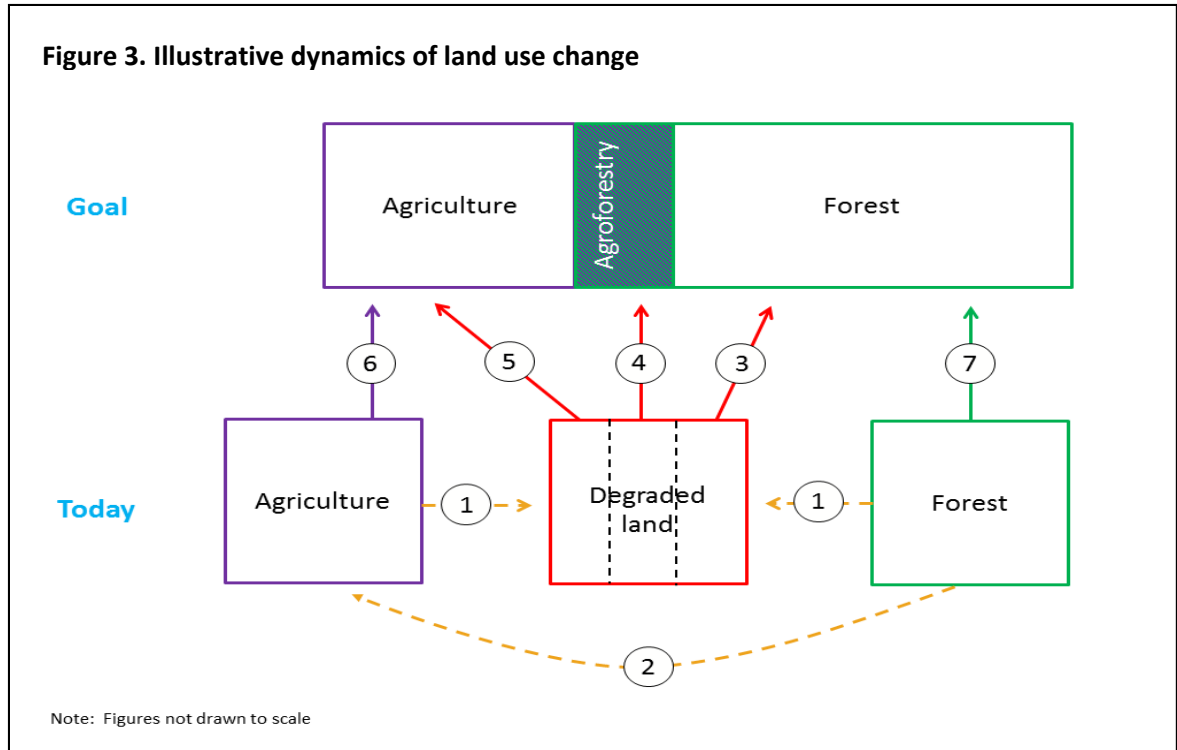 Figure 3. Illustrative dynamics of land use change
Goal
Agriculture
Agroforestry
Forest
6
5
4
3
7
Today
Agriculture
1
Degraded
land
1
Forest
2
Note: Figures not drawn to scale